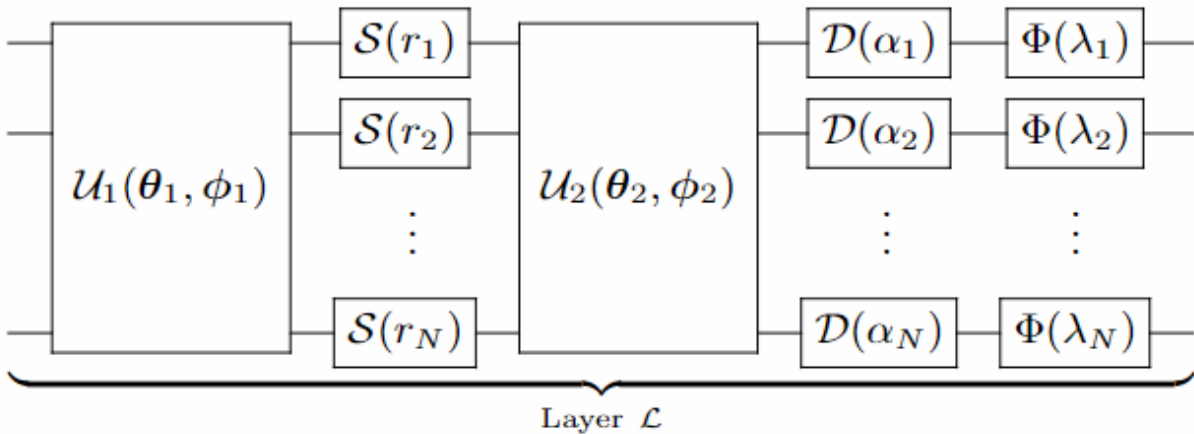 𝒮(r₁) 𝒟(α₁) Φ(λ₁)
𝒮(r₂) 𝒟(α₂) Φ(λ₂)
𝒰₁(𝜽₁, 𝝓₁) 𝒰₂(𝜽₂, 𝝓₂)
⋮ ⋮ ⋮
𝒮(r_N) 𝒟(α_N) Φ(λ_N)
Layer ℒ